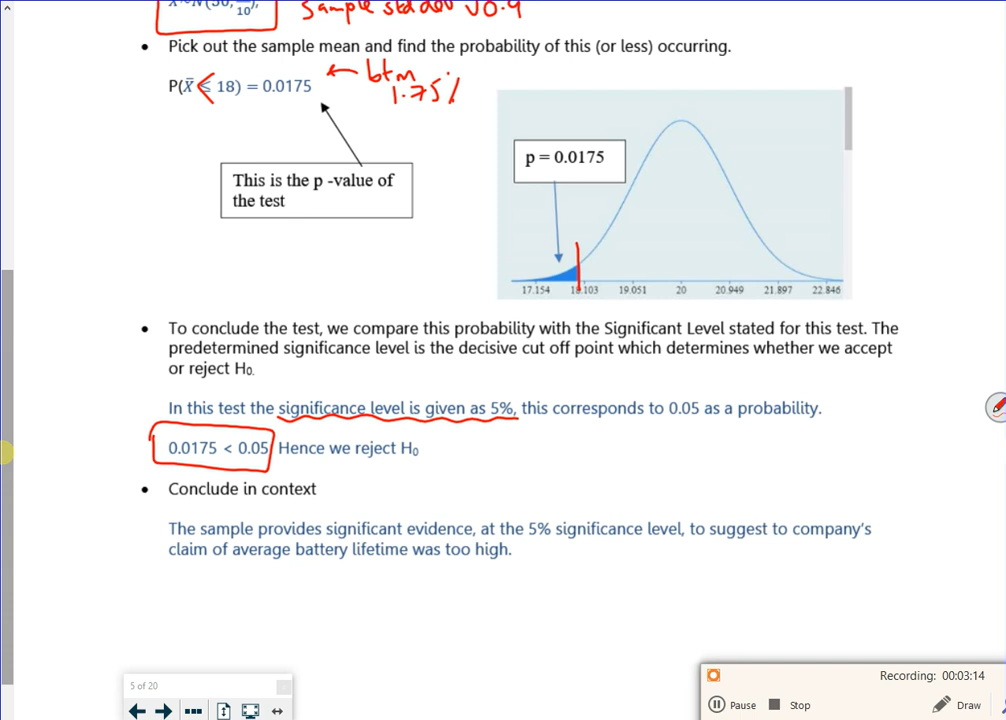 10
Sample std dev √0.9
• Pick out the sample mean and find the probability of this (or less) occurring.
P(X̄ ≤ 18) = 0.0175
btm
1.75%
This is the p -value of
the test
p = 0.0175
17.154 18.103 19.051 20 20.949 21.897 22.846
• To conclude the test, we compare this probability with the Significant Level stated for this test. The
predetermined significance level is the decisive cut off point which determines whether we accept
or reject H₀.
In this test the significance level is given as 5%, this corresponds to 0.05 as a probability.
0.0175 < 0.05 Hence we reject H₀
• Conclude in context
The sample provides significant evidence, at the 5% significance level, to suggest to company's
claim of average battery lifetime was too high.
5 of 20
Recording: 00:03:14
Pause Stop Draw